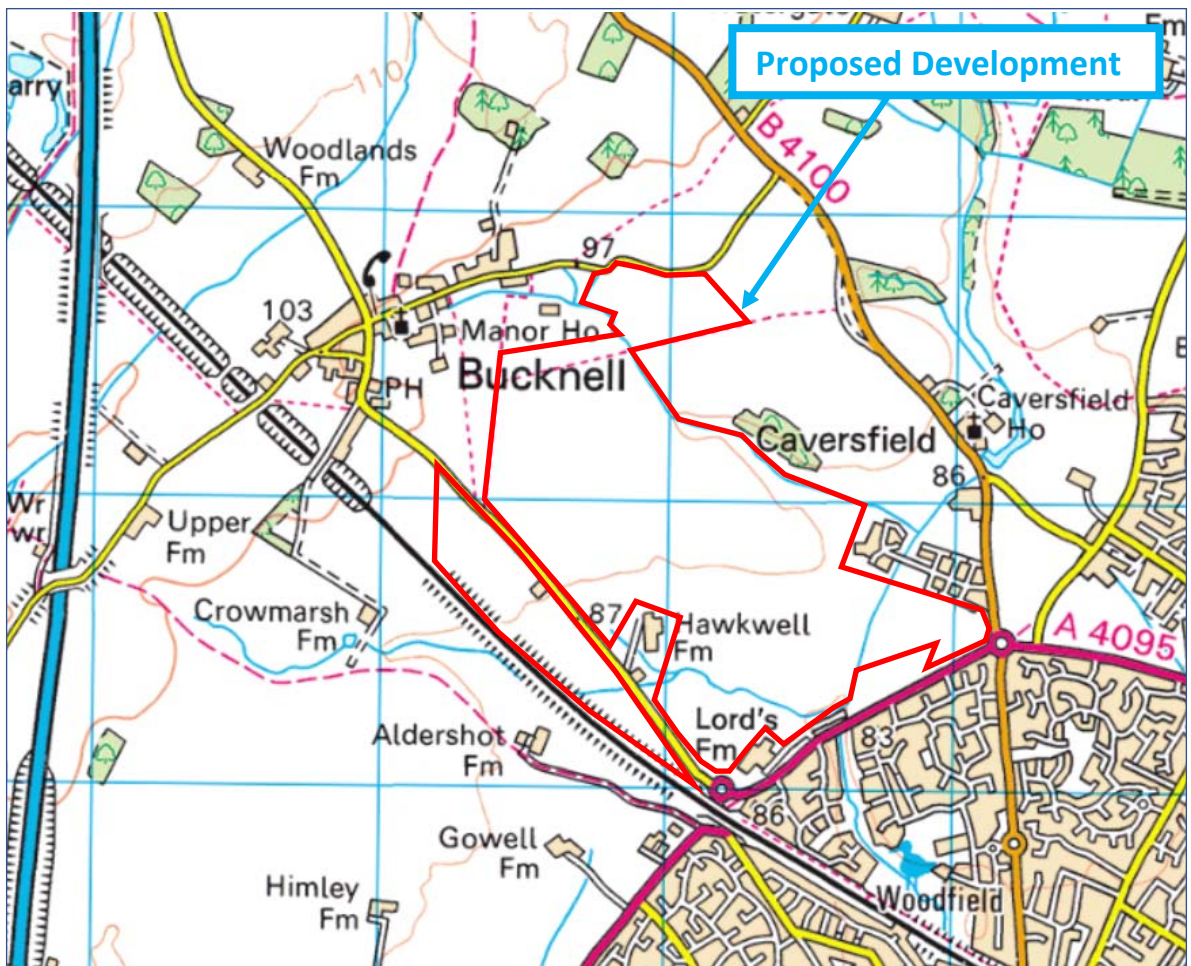 Proposed Development
arry
110
Woodlands
Fm
B 4100
97
103
Manor Ho
Bucknell
PH
Caversfield
Caversfield
Ho
86
Wr
wr
Upper
Fm
Crowmarsh
Fm
87
Hawkwell
Fm
A 4095
Lord's
Fm
83
Aldershot
Fm
86
Gowell
Fm
Woodfield
Himley
Fm